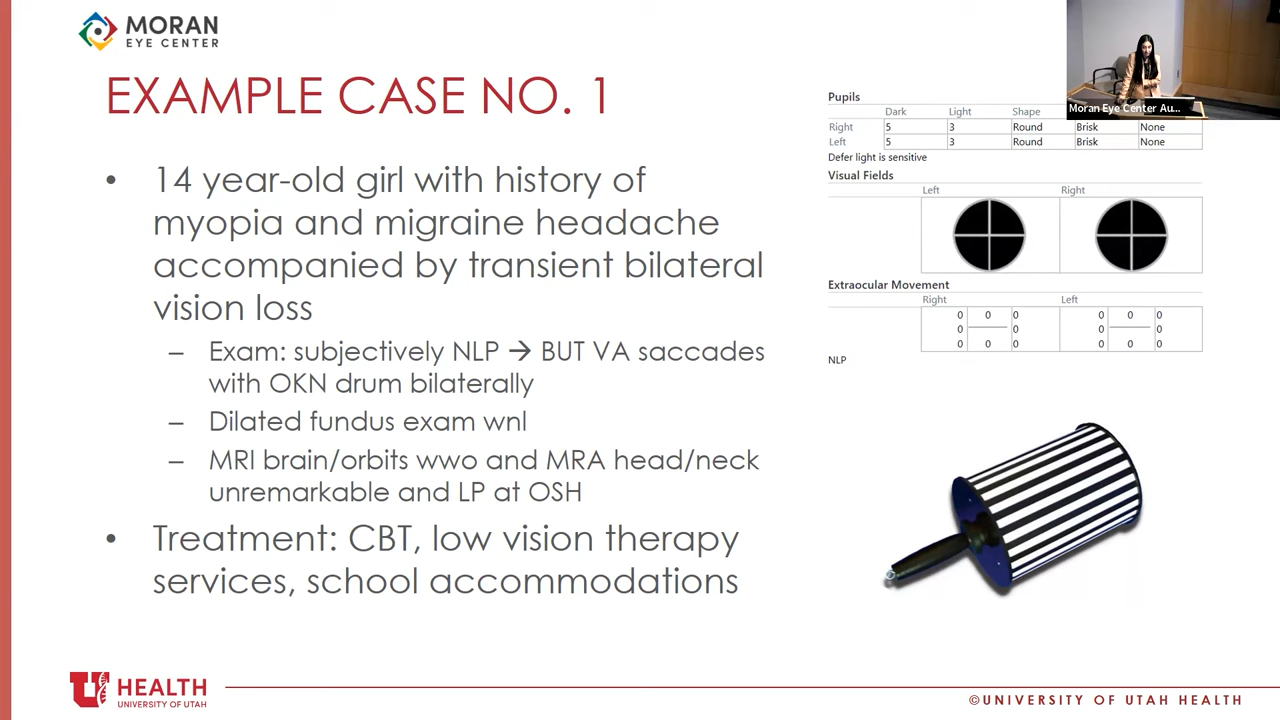 MORAN
EYE CENTER
EXAMPLE CASE NO. 1
• 14 year-old girl with history of
myopia and migraine headache
accompanied by transient bilateral
vision loss
– Exam: subjectively NLP → BUT VA saccades
with OKN drum bilaterally
– Dilated fundus exam wnl
– MRI brain/orbits wwo and MRA head/neck
unremarkable and LP at OSH
• Treatment: CBT, low vision therapy
services, school accommodations
Moran Eye Center Au...
Pupils
Dark Light Shape
Right 5 3 Round Brisk None
Left 5 3 Round Brisk None
Defer light is sensitive
Visual Fields
Left Right
Extraocular Movement
Right Left
0 0 0 0 0 0
0 0 0 0
0 0 0 0 0 0
NLP
U HEALTH
UNIVERSITY OF UTAH
©UNIVERSITY OF UTAH HEALTH